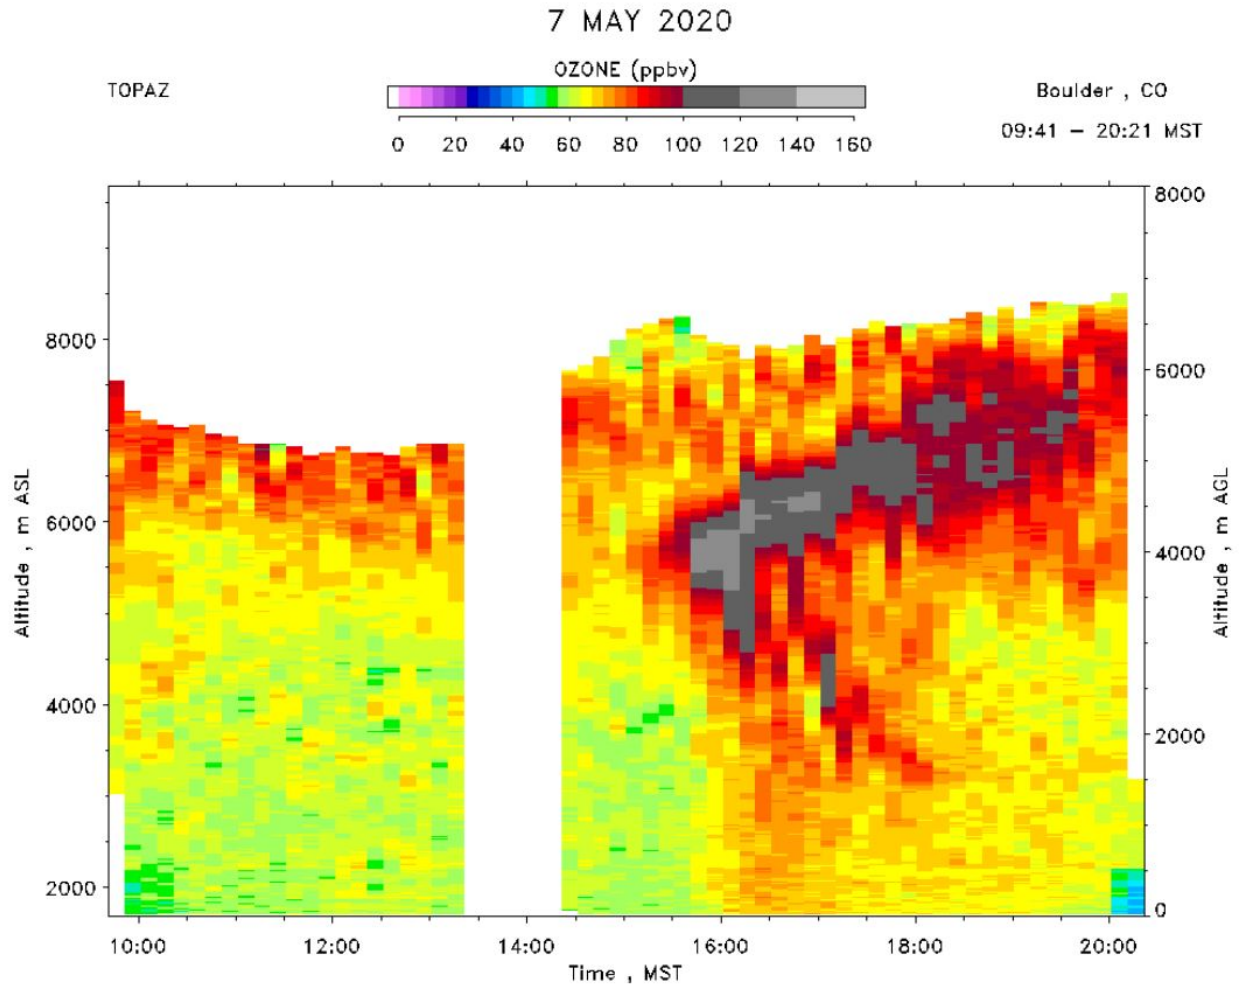 7 MAY 2020
OZONE (ppbv)
TOPAZ
Boulder , CO
09:41 – 20:21 MST
0 20 40 60 80 100 120 140 160
8000
8000
6000
6000
4000
4000
2000
2000
0
Altitude , m ASL
Altitude , m AGL
10:00 12:00 14:00 16:00 18:00 20:00
Time , MST